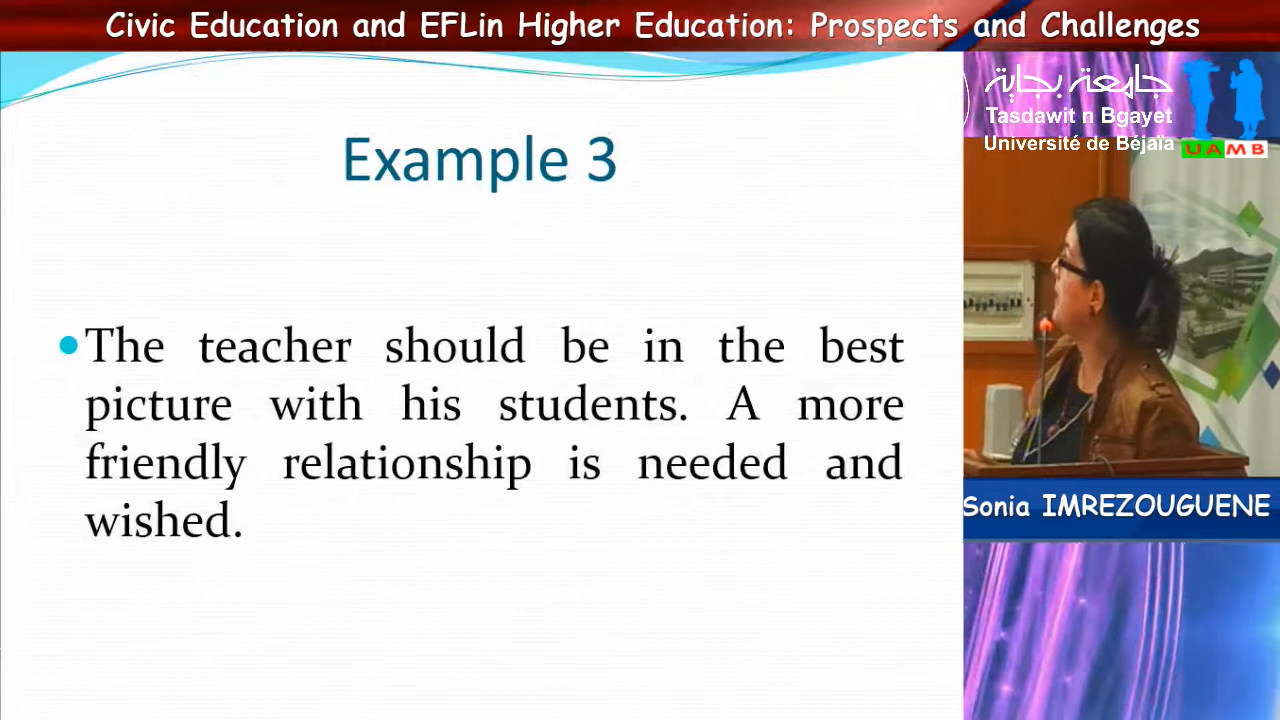 Civic Education and EFLin Higher Education: Prospects and Challenges
جامعة بجاية
Tasdawit n Bgayet
Université de Béjaïa
UAMB
Example 3
The teacher should be in the best
picture with his students. A more
friendly relationship is needed and
wished.
Sonia IMREZOUGUENE